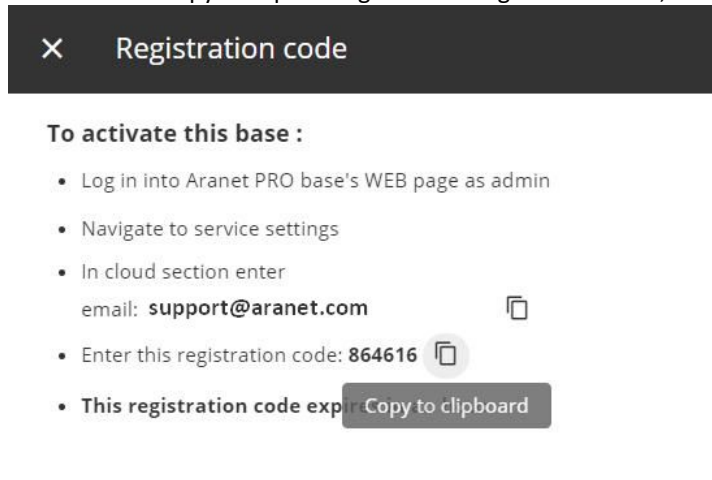 Registration code
To activate this base :
• Log in into Aranet PRO base's WEB page as admin
• Navigate to service settings
• In cloud section enter
email: support@aranet.com
• Enter this registration code: 864616
• This registration code
Copy to clipboard